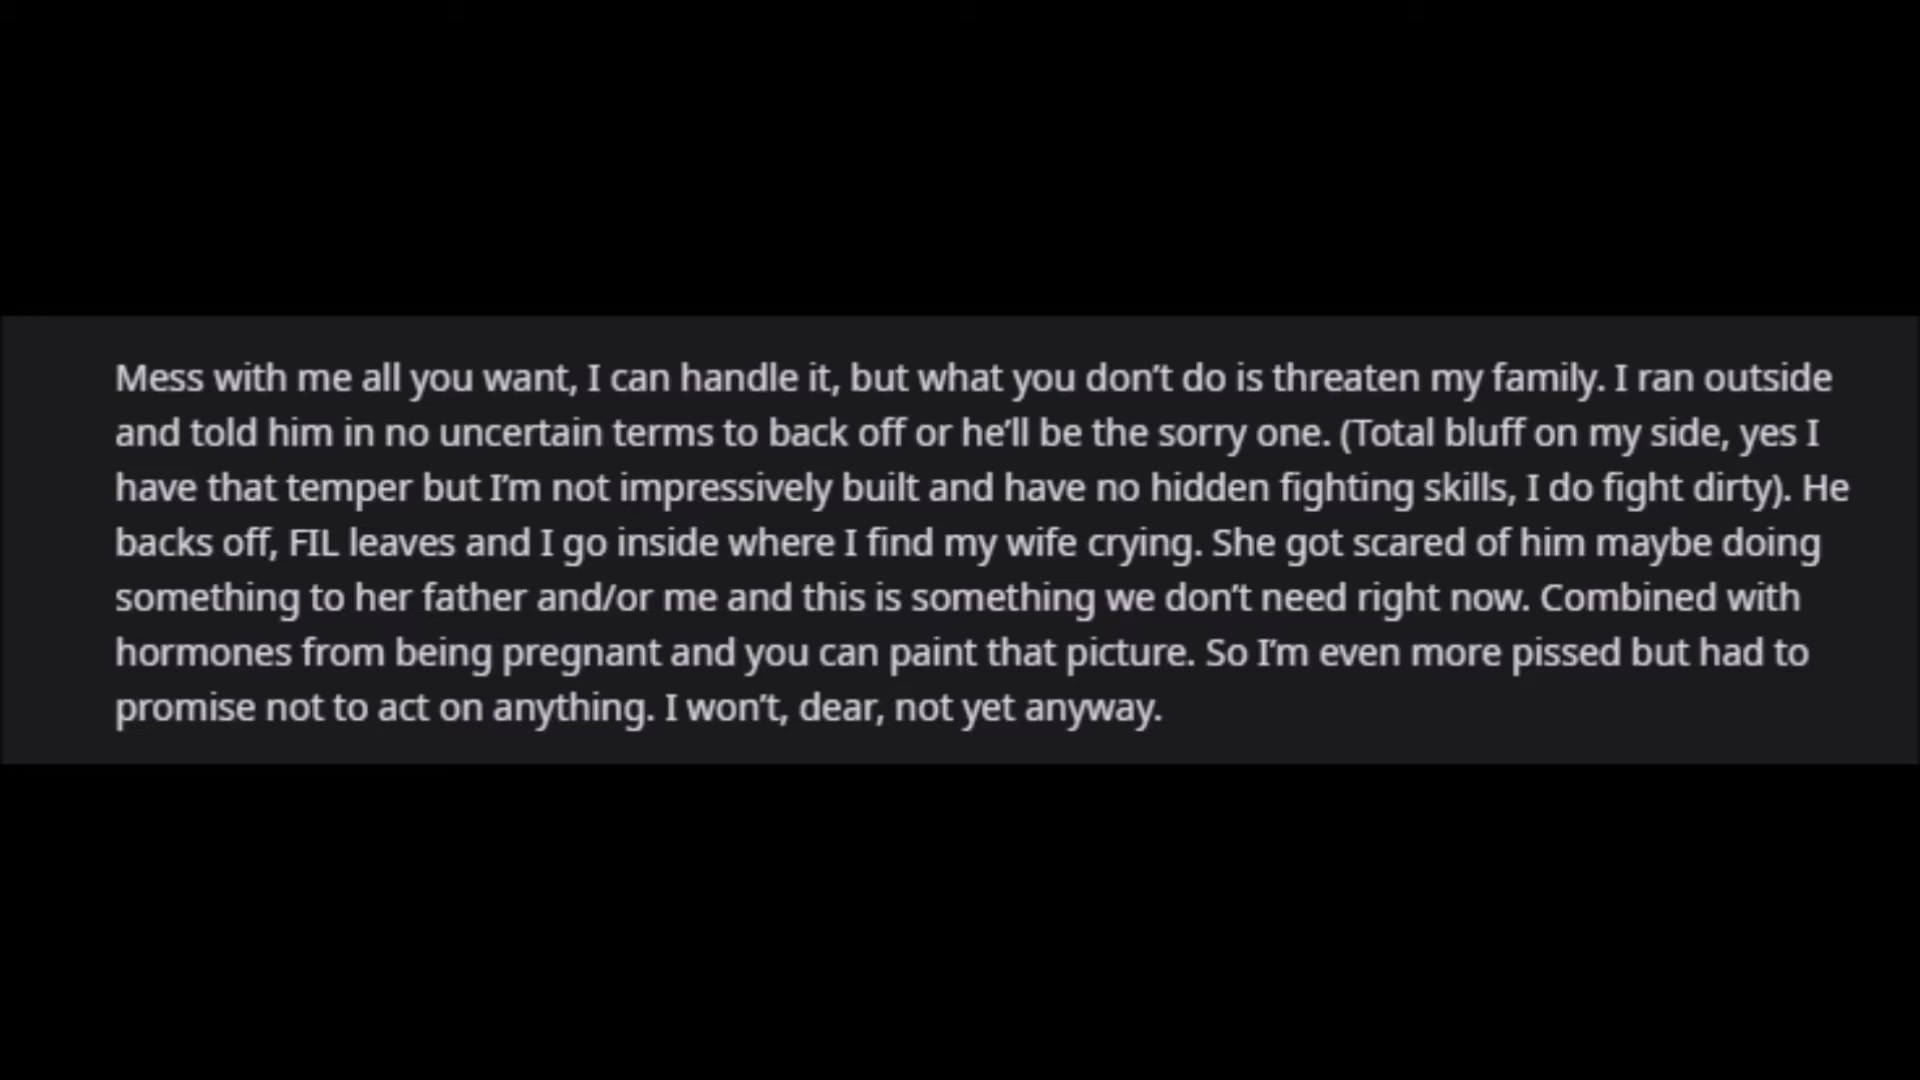 Mess with me all you want, I can handle it, but what you don’t do is threaten my family. I ran outside
and told him in no uncertain terms to back off or he’ll be the sorry one. (Total bluff on my side, yes I
have that temper but I’m not impressively built and have no hidden fighting skills, I do fight dirty). He
backs off, FIL leaves and I go inside where I find my wife crying. She got scared of him maybe doing
something to her father and/or me and this is something we don’t need right now. Combined with
hormones from being pregnant and you can paint that picture. So I’m even more pissed but had to
promise not to act on anything. I won’t, dear, not yet anyway.